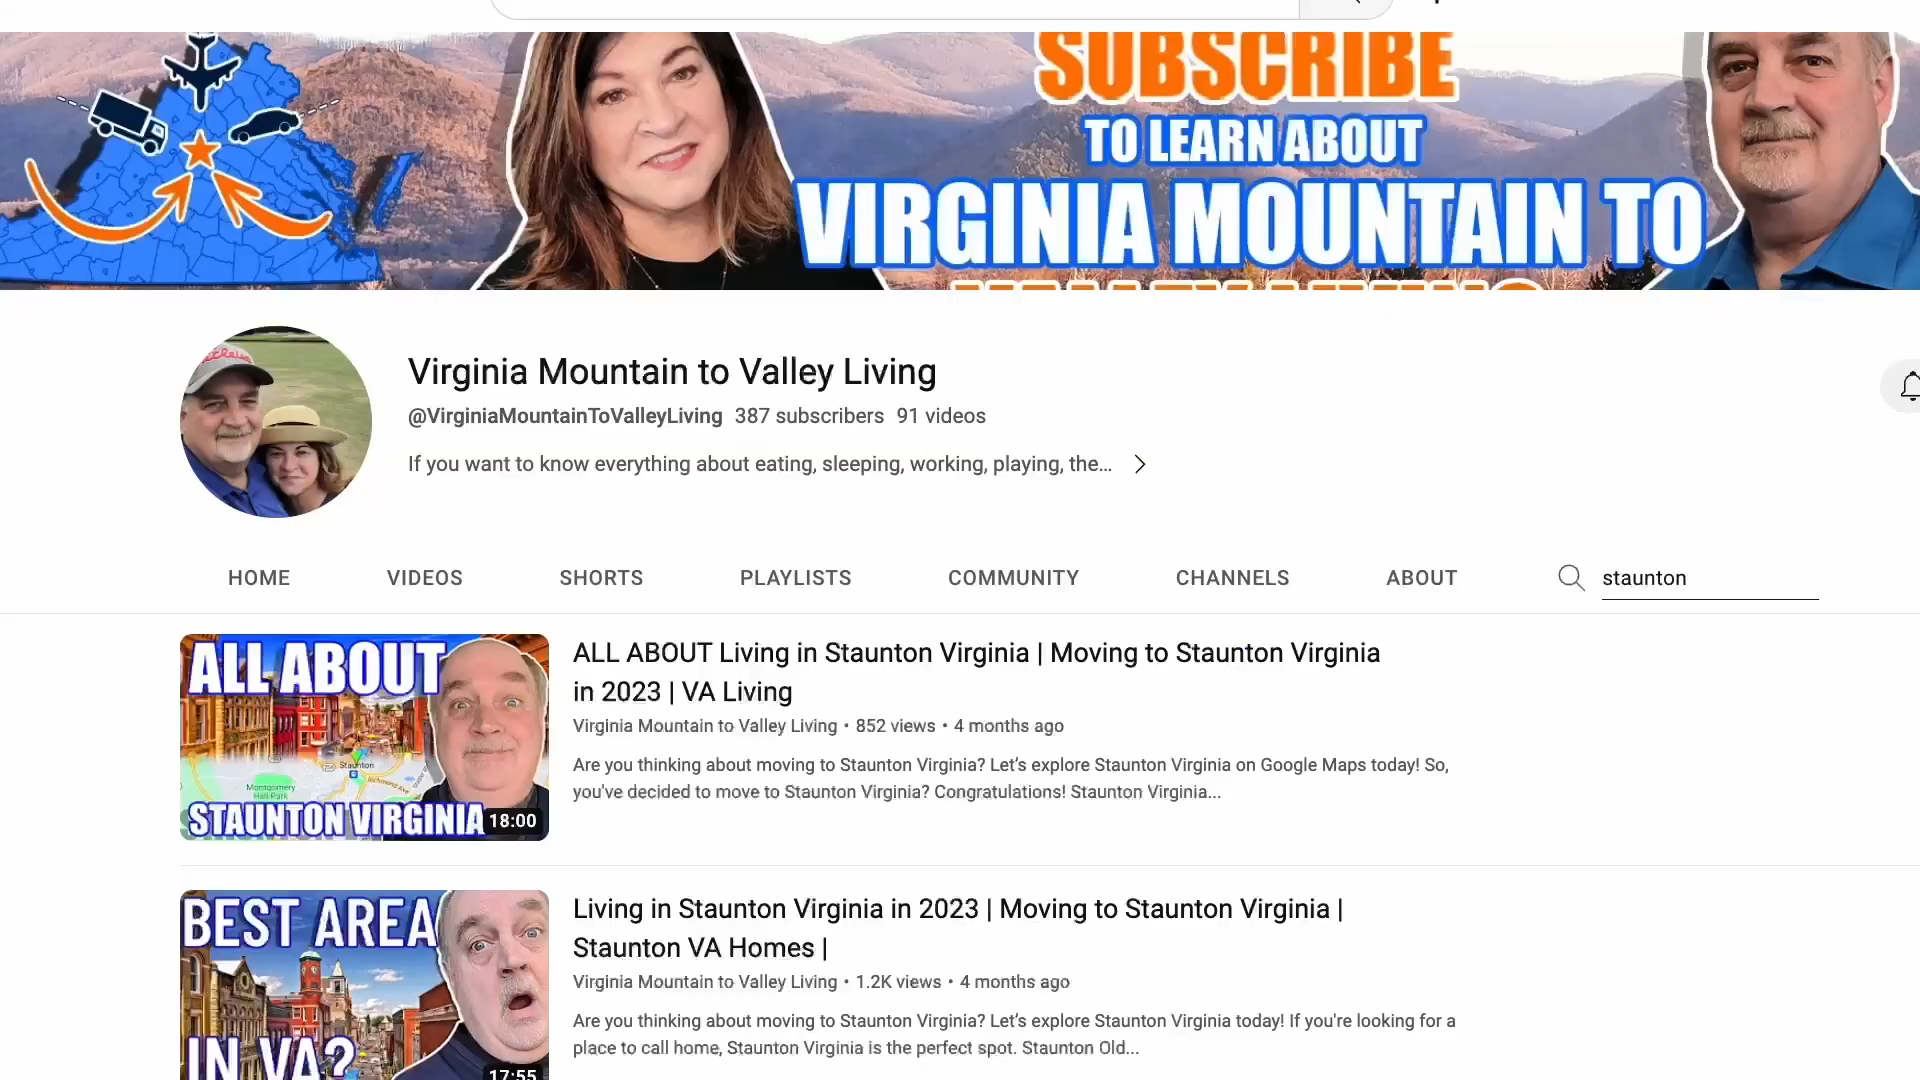 SUBSCRIBE
TO LEARN ABOUT
VIRGINIA MOUNTAIN TO
Virginia Mountain to Valley Living
@VirginiaMountainToValleyLiving 387 subscribers 91 videos
If you want to know everything about eating, sleeping, working, playing, the...
HOME VIDEOS SHORTS PLAYLISTS COMMUNITY CHANNELS ABOUT staunton
ALL ABOUT
Staunton
Montgomery
Hall Park
Richmond Ave
STAUNTON VIRGINIA
18:00
ALL ABOUT Living in Staunton Virginia | Moving to Staunton Virginia
in 2023 | VA Living
Virginia Mountain to Valley Living • 852 views • 4 months ago
Are you thinking about moving to Staunton Virginia? Let’s explore Staunton Virginia on Google Maps today! So,
you've decided to move to Staunton Virginia? Congratulations! Staunton Virginia...
BEST AREA
IN VA?
17:55
Living in Staunton Virginia in 2023 | Moving to Staunton Virginia |
Staunton VA Homes |
Virginia Mountain to Valley Living • 1.2K views • 4 months ago
Are you thinking about moving to Staunton Virginia? Let’s explore Staunton Virginia today! If you're looking for a
place to call home, Staunton Virginia is the perfect spot. Staunton Old...